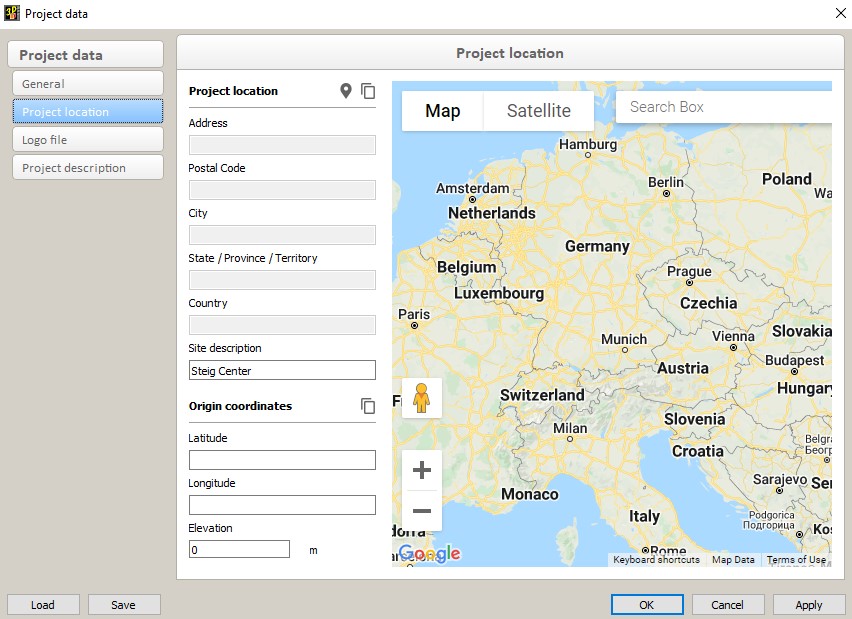 Project data
Project data
General
Project location
Logo file
Project description
Project location
Project location
Address
Postal Code
City
State / Province / Territory
Country
Site description
Steig Center
Origin coordinates
Latitude
Longitude
Elevation
0
m
Map
Satellite
Search Box
Hamburg
Amsterdam
Berlin
Poland
Netherlands
Germany
Belgium
Prague
Luxembourg
Czechia
Paris
Munich
Vienna
Slovakia
Austria
Budapest
Hungary
Switzerland
Milan
Slovenia
Croatia
Sarajevo
Monaco
Podgorica
Подгорица
Italy
Rome
Google
Keyboard shortcuts
Map Data
Terms of Use
Load
Save
OK
Cancel
Apply